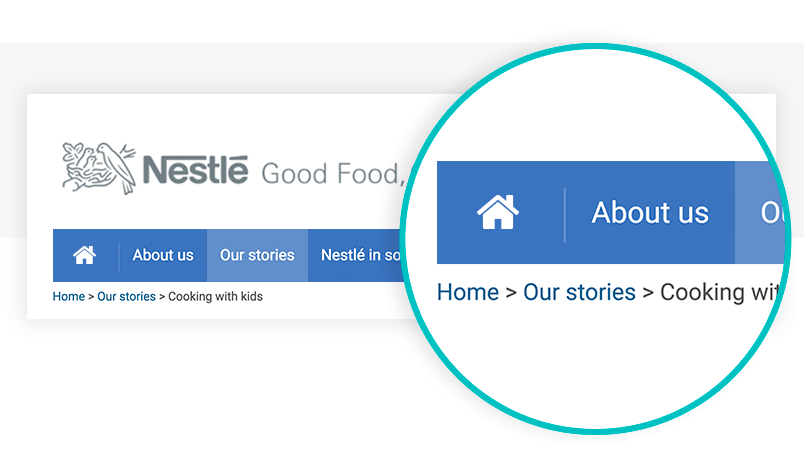 Nestlé Good Food,
About us Our stories Nestlé in so
Home > Our stories > Cooking with kids
About us
Home > Our stories > Cooking wit